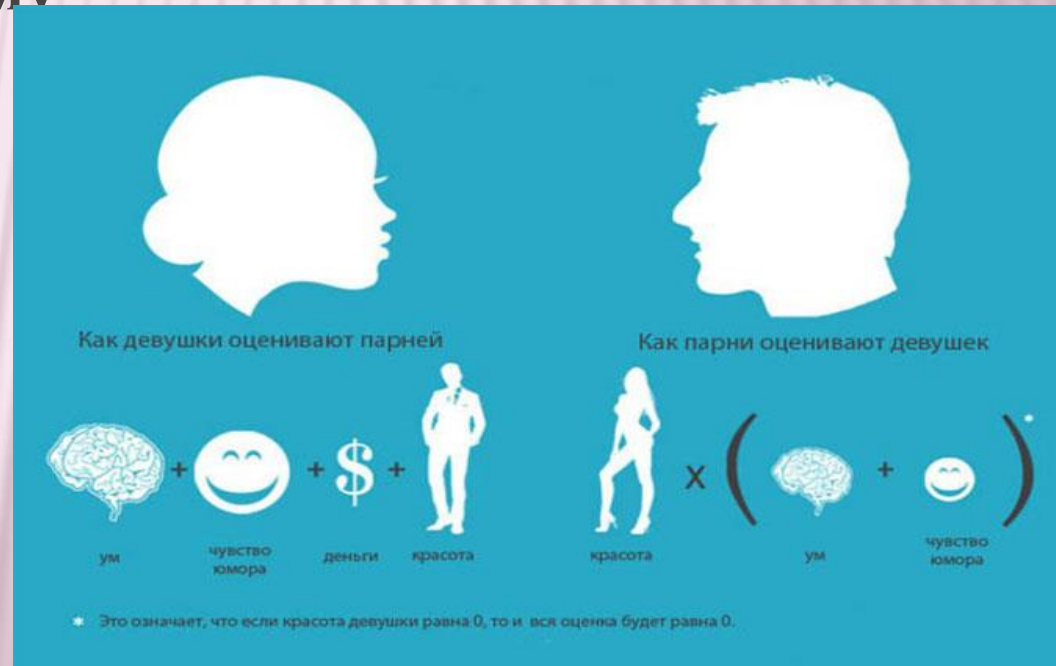 Как девушки оценивают парней
Как парни оценивают девушек
+ + $ + x ( + ) *
ум
чувство
юмора
деньги
красота
красота
ум
чувство
юмора
* Это означает, что если красота девушки равна 0, то и вся оценка будет равна 0.